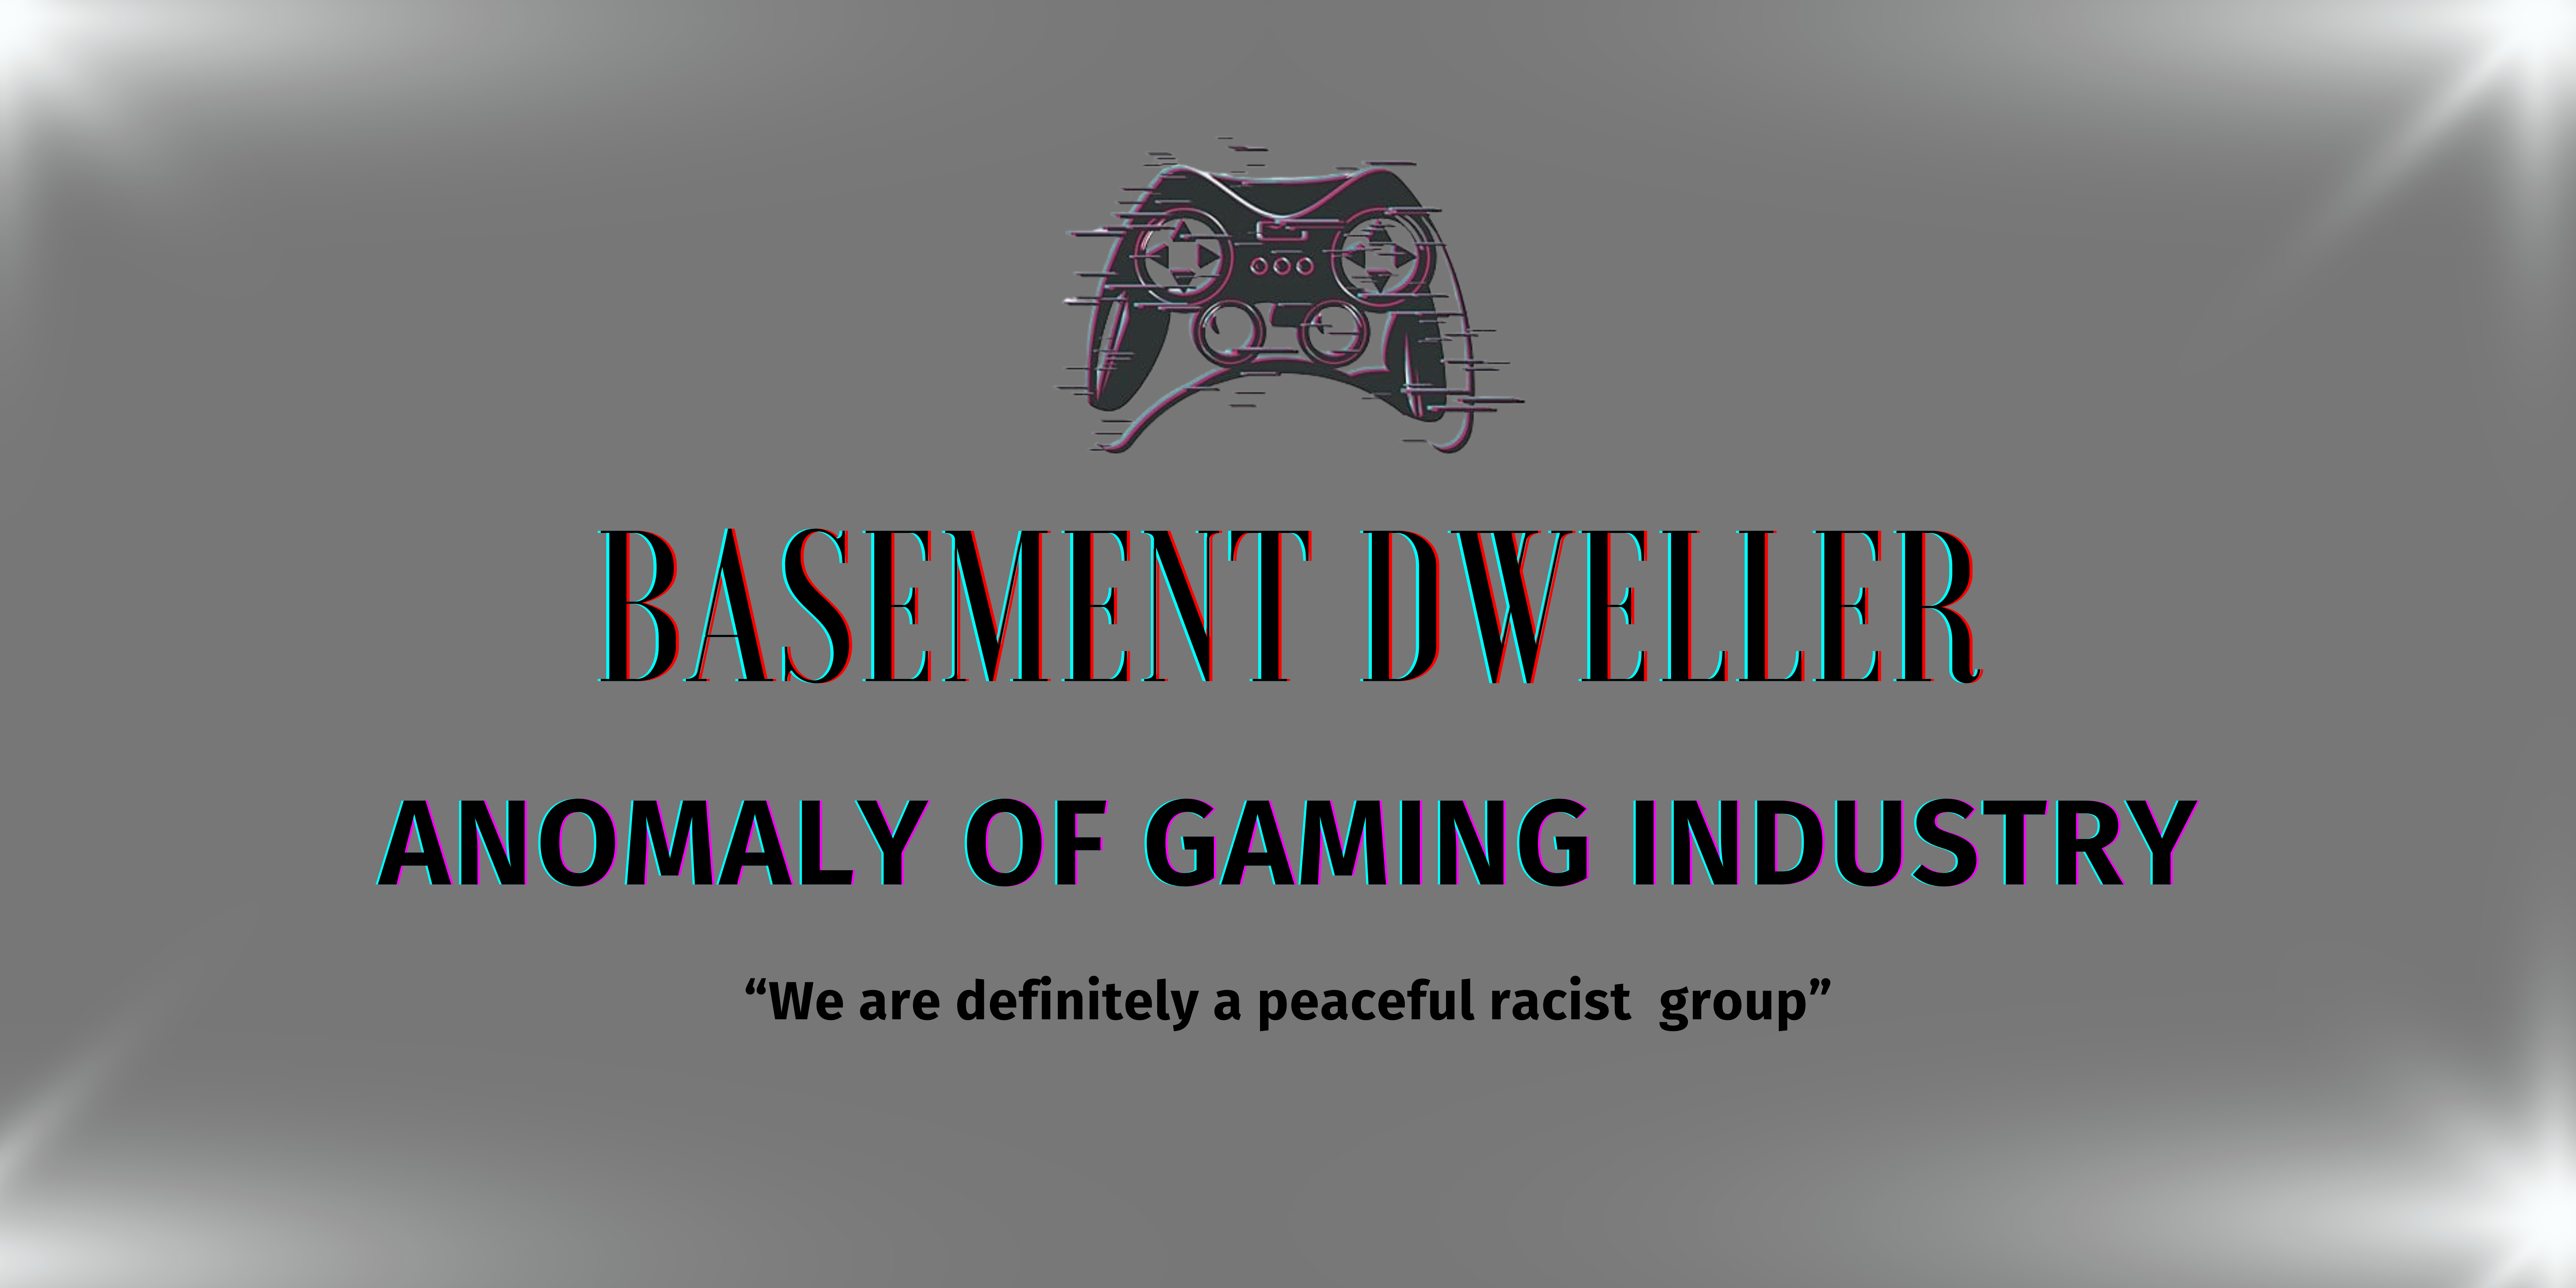 BASEMENT DWELLER
ANOMALY OF GAMING INDUSTRY
“We are definitely a peaceful racist  group”